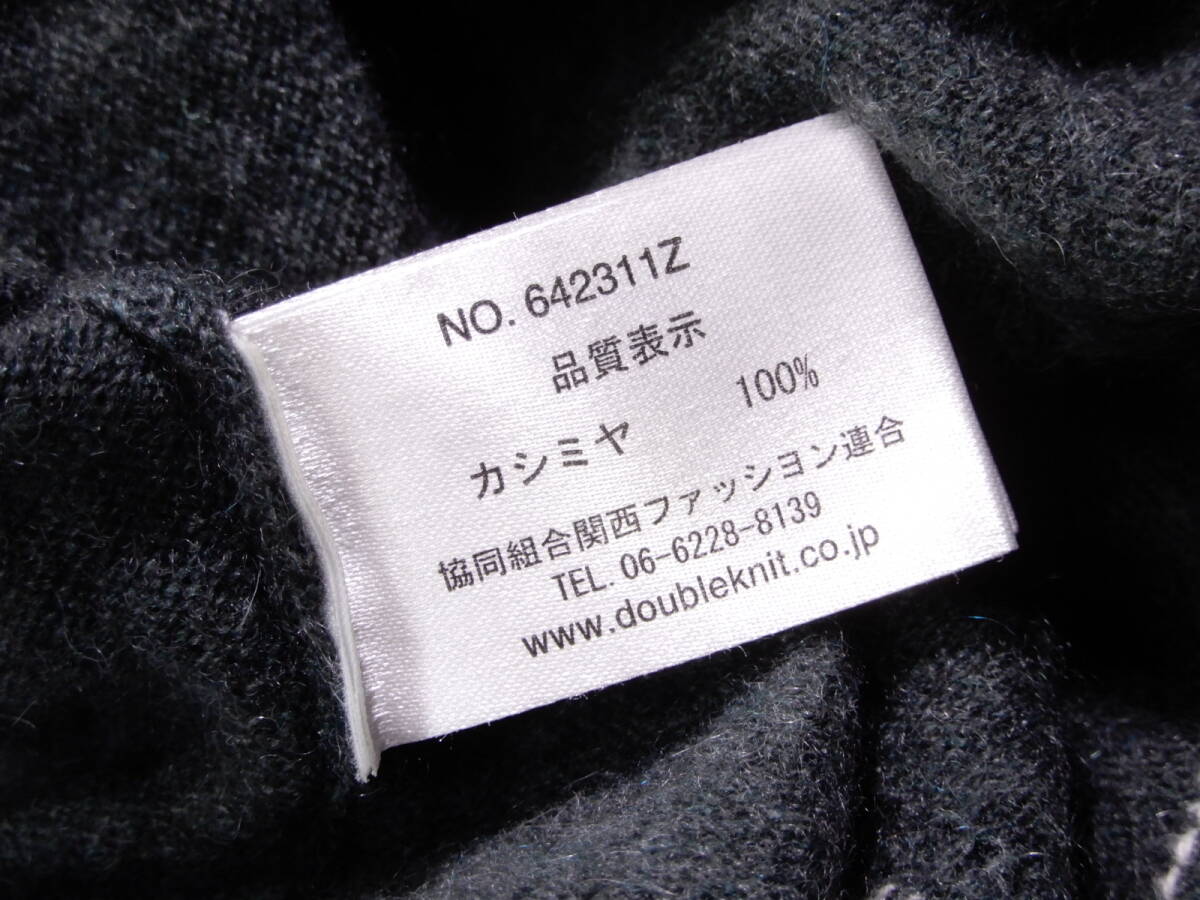 NO. 642311Z
品質表示
カシミヤ 100%
協同組合関西ファッション連合
TEL. 06-6228-8139
www.doubleknit.co.jp